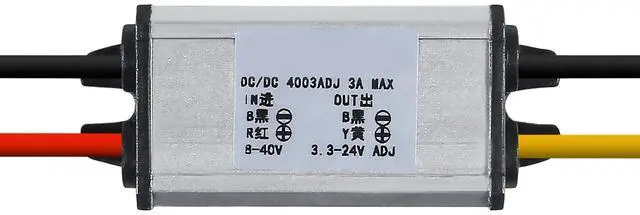 DC/DC 4003ADJ 3A MAX
IN进 OUT出
B黑⊖ B黑⊖
R红⊕ Y黄⊕
8-40V 3.3-24V ADJ